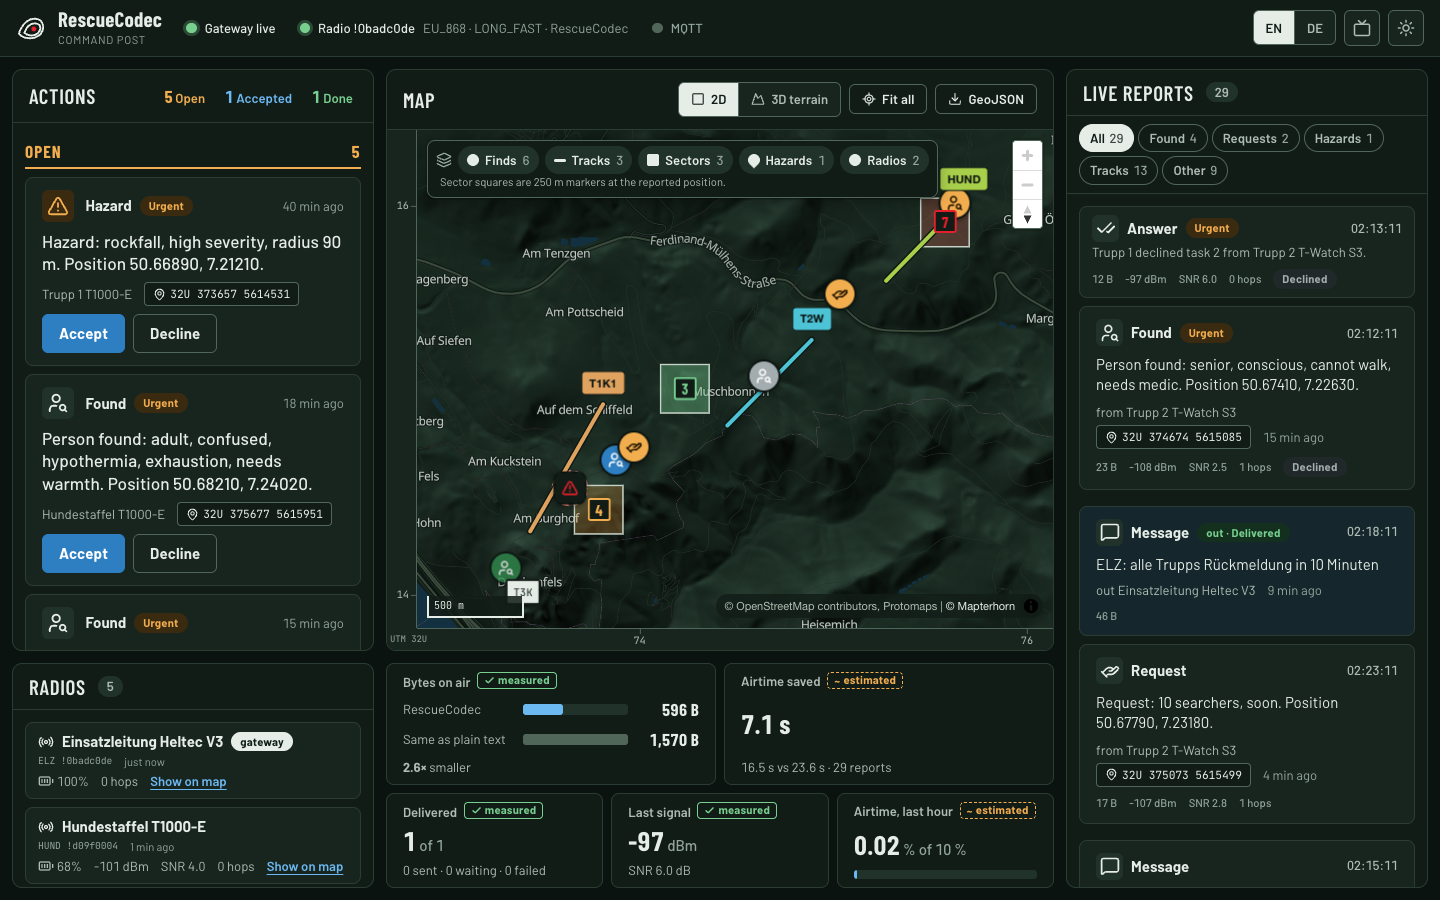 RescueCodec
COMMAND POST
Gateway live
Radio !0badc0de EU_868 · LONG_FAST · RescueCodec
MQTT
EN DE
ACTIONS
5 Open 1 Accepted 1 Done
OPEN 5
Hazard Urgent 40 min ago
Hazard: rockfall, high severity, radius 90
m. Position 50.66890, 7.21210.
Trupp 1 T1000-E 32U 373657 5614531
Accept Decline
Found Urgent 18 min ago
Person found: adult, confused,
hypothermia, exhaustion, needs
warmth. Position 50.68210, 7.24020.
Hundestaffel T1000-E 32U 375677 5615951
Accept Decline
Found Urgent 15 min ago
RADIOS 5
Einsatzleitung Heltec V3 gateway
ELZ !0badc0de just now
100% 0 hops Show on map
Hundestaffel T1000-E
HUND !d09f0004 1 min ago
68% -101 dBm SNR 4.0 0 hops Show on map
MAP
2D 3D terrain Fit all GeoJSON
Finds 6 Tracks 3 Sectors 3 Hazards 1 Radios 2
Sector squares are 250 m markers at the reported position.
HUND
7
16
Am Tenzgen
Ferdinand-Mülhens-Straße
agenberg
Am Pottscheid
T2W
Marg
Auf Siefen
T1K1
3
Auf dem
zberg
Am Kuckstein
Fels
4
Hohn
T3K
500 m
14
© OpenStreetMap contributors, Protomaps | © Mapterhorn
Heisemich
UTM 32U
74
76
Bytes on air measured
RescueCodec 596 B
Same as plain text 1,570 B
2.6× smaller
Airtime saved ~ estimated
7.1 s
16.5 s vs 23.6 s · 29 reports
Delivered measured
1 of 1
0 sent · 0 waiting · 0 failed
Last signal measured
-97 dBm
SNR 6.0 dB
Airtime, last hour ~ estimated
0.02 % of 10 %
LIVE REPORTS 29
All 29 Found 4 Requests 2 Hazards 1
Tracks 13 Other 9
Answer Urgent 02:13:11
Trupp 1 declined task 2 from Trupp 2 T-Watch S3.
12 B -97 dBm SNR 6.0 0 hops Declined
Found Urgent 02:12:11
Person found: senior, conscious, cannot walk,
needs medic. Position 50.67410, 7.22630.
from Trupp 2 T-Watch S3
32U 374674 5615085 15 min ago
23 B -108 dBm SNR 2.5 1 hops Declined
Message out · Delivered 02:18:11
ELZ: alle Trupps Rückmeldung in 10 Minuten
out Einsatzleitung Heltec V3 9 min ago
46 B
Request 02:23:11
Request: 10 searchers, soon. Position
50.67790, 7.23180.
from Trupp 2 T-Watch S3
32U 375073 5615499 4 min ago
17 B -107 dBm SNR 2.8 1 hops
Message 02:15:11